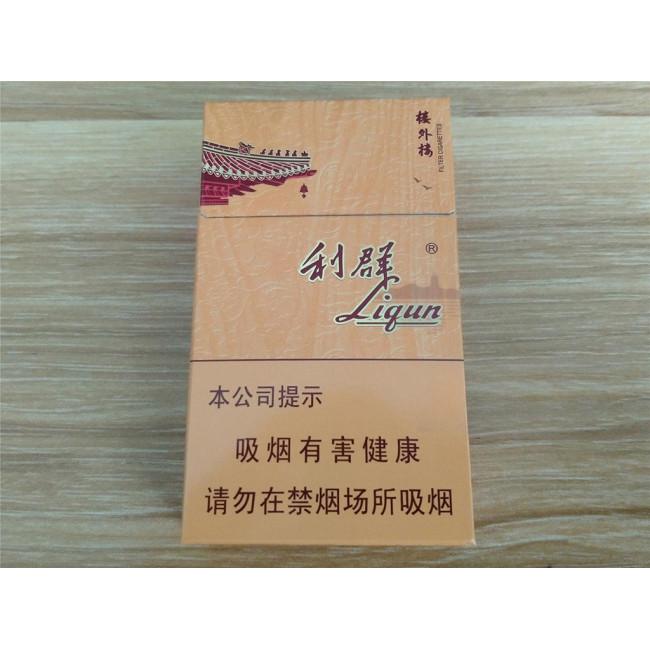 楼外楼
FILTER CIGARETTES
利群®
Liqun
本公司提示
吸烟有害健康
请勿在禁烟场所吸烟